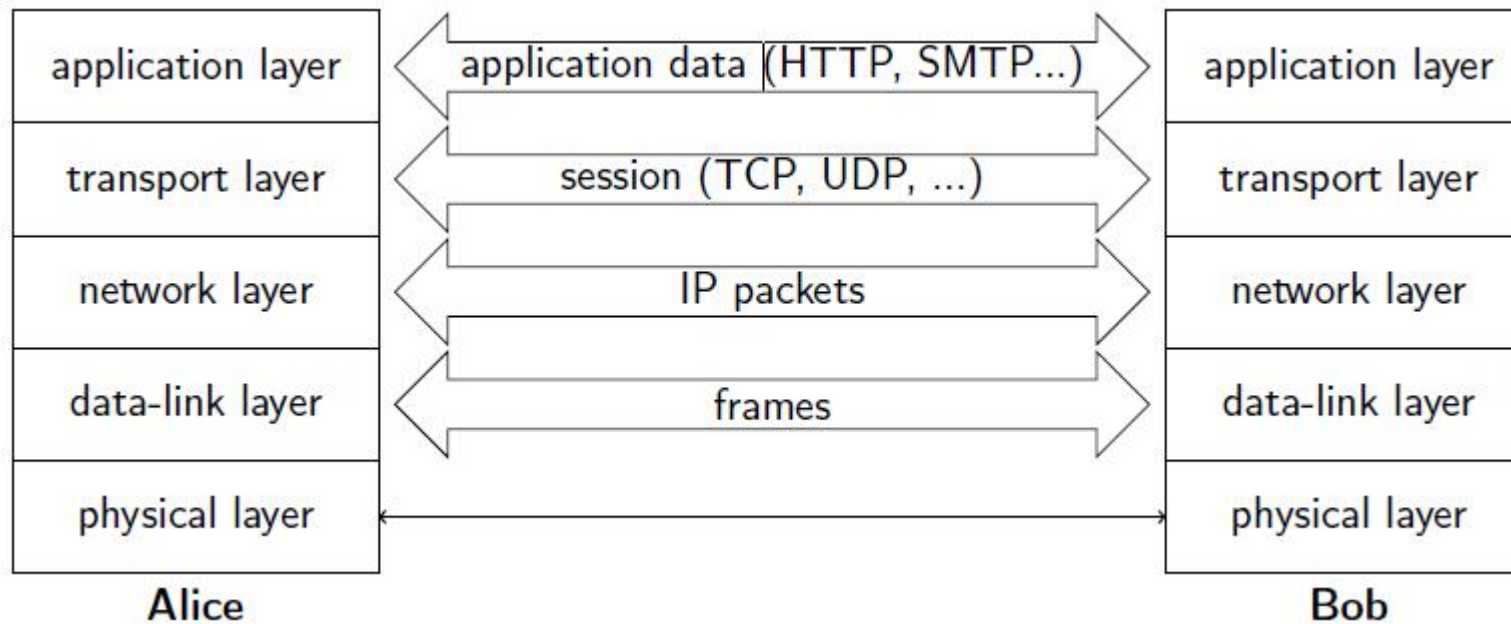 application layer
application data (HTTP, SMTP...)
application layer
transport layer
session (TCP, UDP, ...)
transport layer
network layer
IP packets
network layer
data-link layer
frames
data-link layer
physical layer
physical layer
Alice
Bob